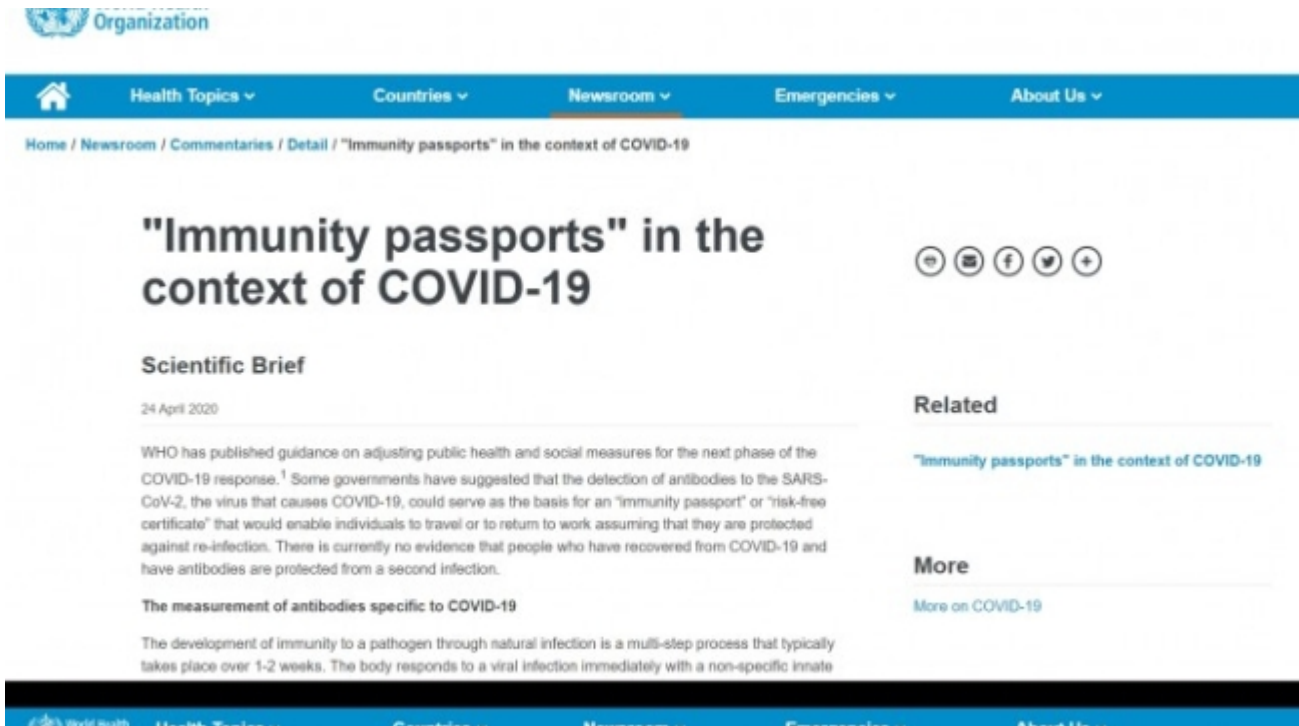 Organization
Health Topics
Countries
Newsroom
Emergencies
About Us
Home / Newsroom / Commentaries / Detail / "Immunity passports" in the context of COVID-19
"Immunity passports" in the
context of COVID-19
Scientific Brief
24 April 2020
WHO has published guidance on adjusting public health and social measures for the next phase of the
COVID-19 response.1 Some governments have suggested that the detection of antibodies to the SARS-
CoV-2, the virus that causes COVID-19, could serve as the basis for an "immunity passport" or "risk-free
certificate" that would enable individuals to travel or to return to work assuming that they are protected
against re-infection. There is currently no evidence that people who have recovered from COVID-19 and
have antibodies are protected from a second infection.
The measurement of antibodies specific to COVID-19
The development of immunity to a pathogen through natural infection is a multi-step process that typically
takes place over 1-2 weeks. The body responds to a viral infection immediately with a non-specific innate
Related
"Immunity passports" in the context of COVID-19
More
More on COVID-19
World Health
Health Topics
Countries
Newsroom
Emergencies
About Us